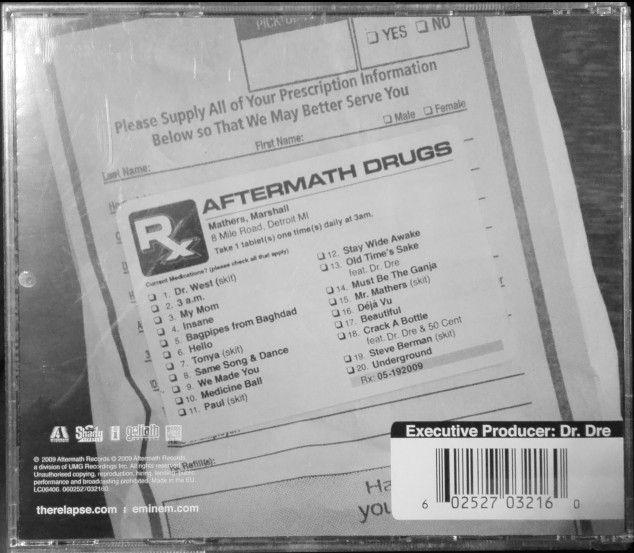 PICK-UP
YES NO
Please Supply All of Your Prescription Information
Below so That We May Better Serve You
Male Female
Last Name:
First Name:
Rx
AFTERMATH DRUGS
Mathers, Marshall
8 Mile Road, Detroit MI
Take 1 tablet(s) one time(s) daily at 3am.
Current Medications? (please check all that apply)
1. Dr. West (skit)
2. 3 a.m.
3. My Mom
4. Insane
5. Bagpipes from Baghdad
6. Hello
7. Tonya (skit)
8. Same Song & Dance
9. We Made You
10. Medicine Ball
11. Paul (skit)
12. Stay Wide Awake
13. Old Time's Sake
feat. Dr. Dre
14. Must Be The Ganja
15. Mr. Mathers (skit)
16. Déjà Vu
17. Beautiful
18. Crack A Bottle
feat. Dr. Dre & 50 Cent
19. Steve Berman (skit)
20. Underground
Rx: 05-192009
Refill(s):
Ha
you
Shady
goliath
℗ 2009 Aftermath Records © 2009 Aftermath Records,
a division of UMG Recordings Inc. All rights reserved.
Unauthorised copying, reproduction, hiring, lending, public
performance and broadcasting prohibited. Made in the EU.
LC06406. 0602527032160.
therelapse.com | eminem.com
Executive Producer: Dr. Dre
6 02527 03216 0